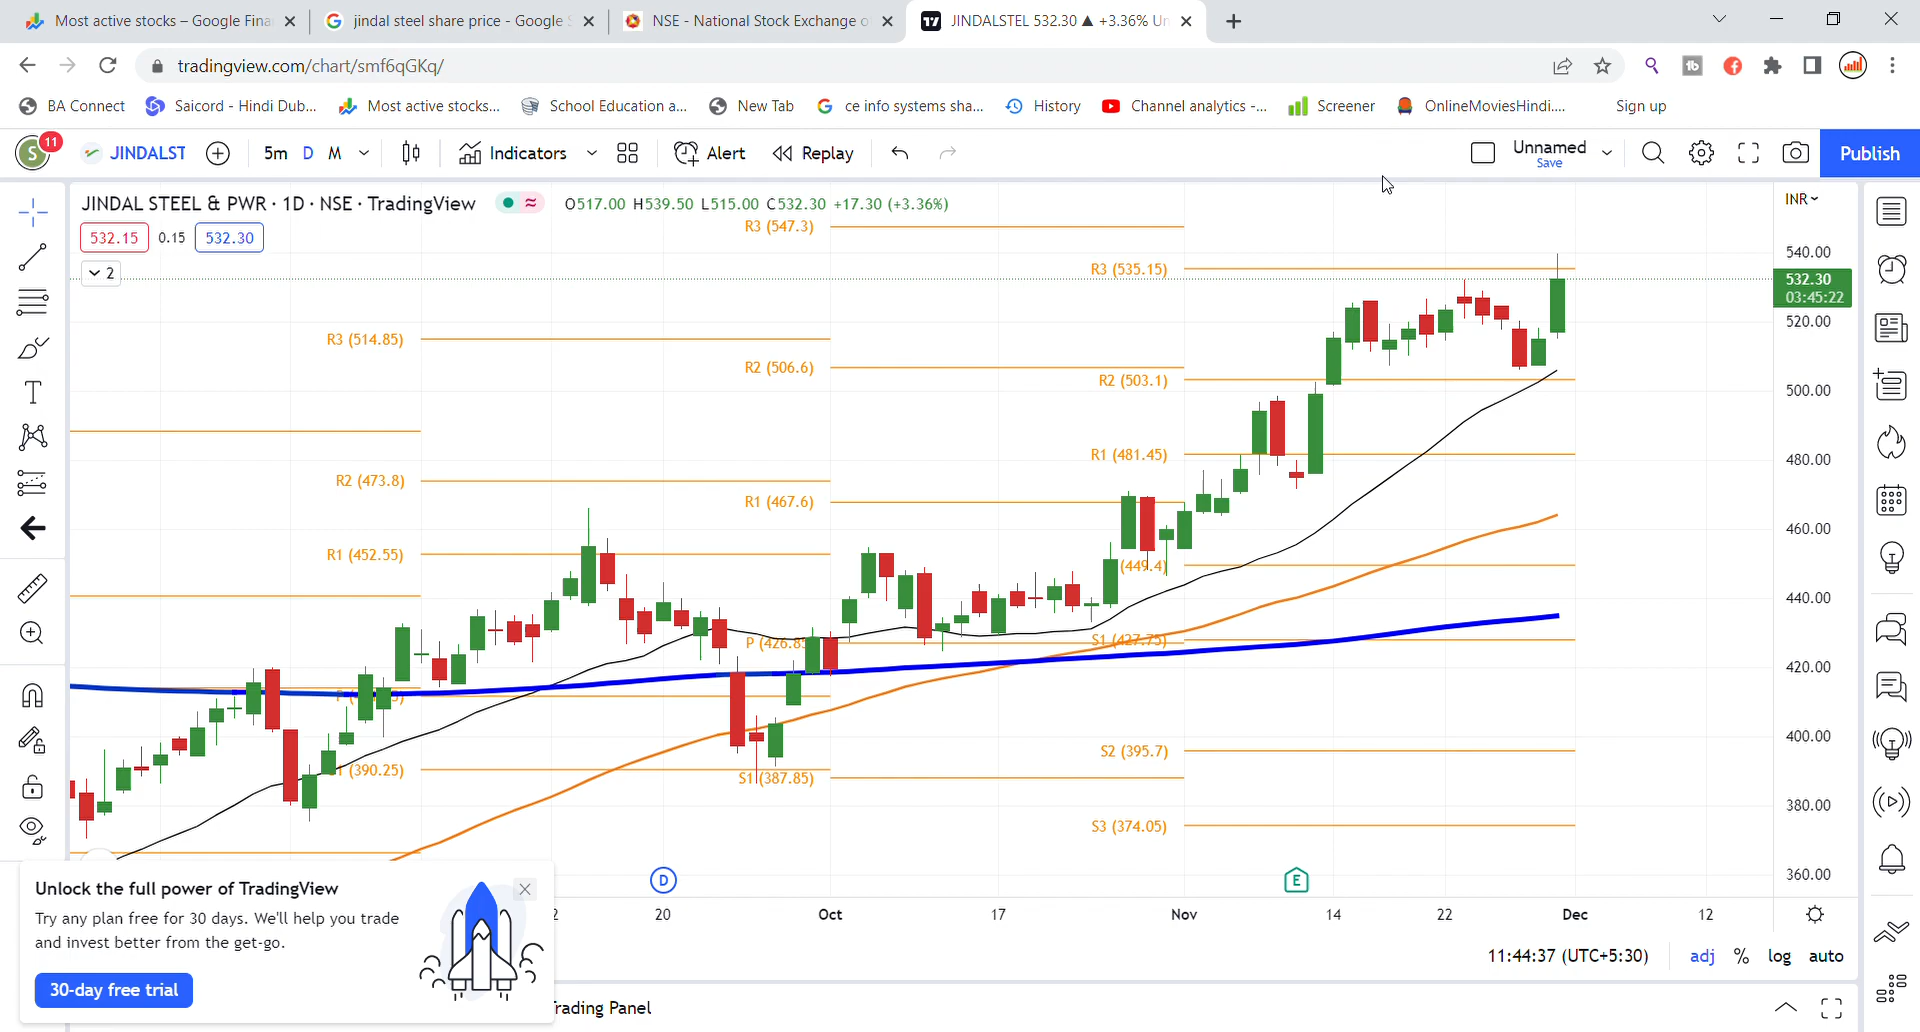 Most active stocks – Google Fina
jindal steel share price - Google S
NSE - National Stock Exchange o
JINDALSTEL 532.30 ▲ +3.36% Un
tradingview.com/chart/smf6qGKq/
BA Connect
Saicord - Hindi Dub...
Most active stocks...
School Education a...
New Tab
ce info systems sha...
History
Channel analytics -...
Screener
OnlineMoviesHindi....
Sign up
S
11
JINDALST
5m
D
M
Indicators
Alert
Replay
Unnamed
Save
Publish
JINDAL STEEL & PWR · 1D · NSE · TradingView
O517.00 H539.50 L515.00 C532.30 +17.30 (+3.36%)
INR
532.15
0.15
532.30
2
R3 (547.3)
R3 (535.15)
R3 (514.85)
R2 (506.6)
R2 (503.1)
R1 (481.45)
R2 (473.8)
R1 (467.6)
R1 (452.55)
(449.4)
P (426.85
S1 (427.75)
S2 (395.7)
(390.25)
S1 (387.85)
S3 (374.05)
540.00
532.30
03:45:22
520.00
500.00
480.00
460.00
440.00
420.00
400.00
380.00
360.00
D
E
20
Oct
17
Nov
14
22
Dec
12
Unlock the full power of TradingView
Try any plan free for 30 days. We'll help you trade
and invest better from the get-go.
30-day free trial
11:44:37 (UTC+5:30)
adj
%
log
auto
rading Panel